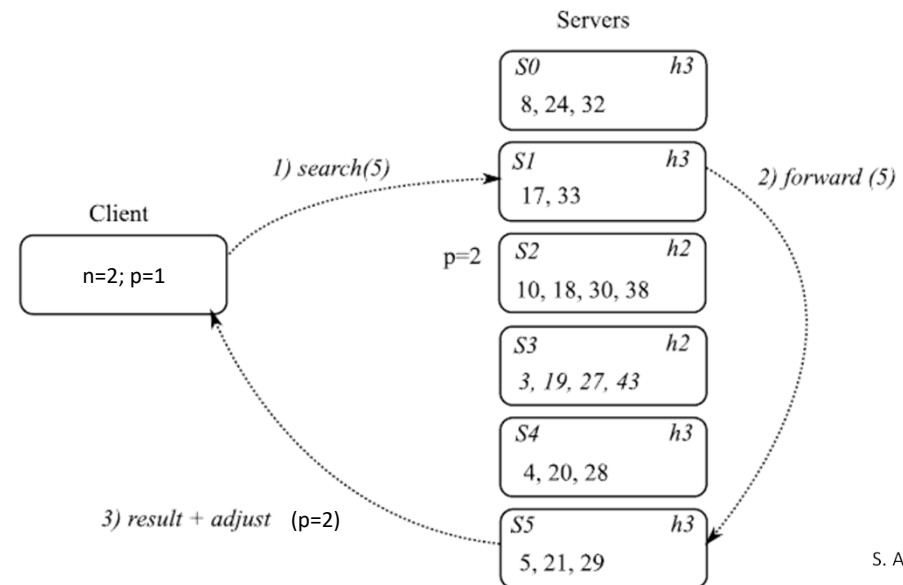 Servers
S0 h3
8, 24, 32
1) search(5)
S1 h3
17, 33
2) forward (5)
Client
n=2; p=1
p=2
S2 h2
10, 18, 30, 38
S3 h2
3, 19, 27, 43
S4 h3
4, 20, 28
3) result + adjust (p=2)
S5 h3
5, 21, 29
S. A